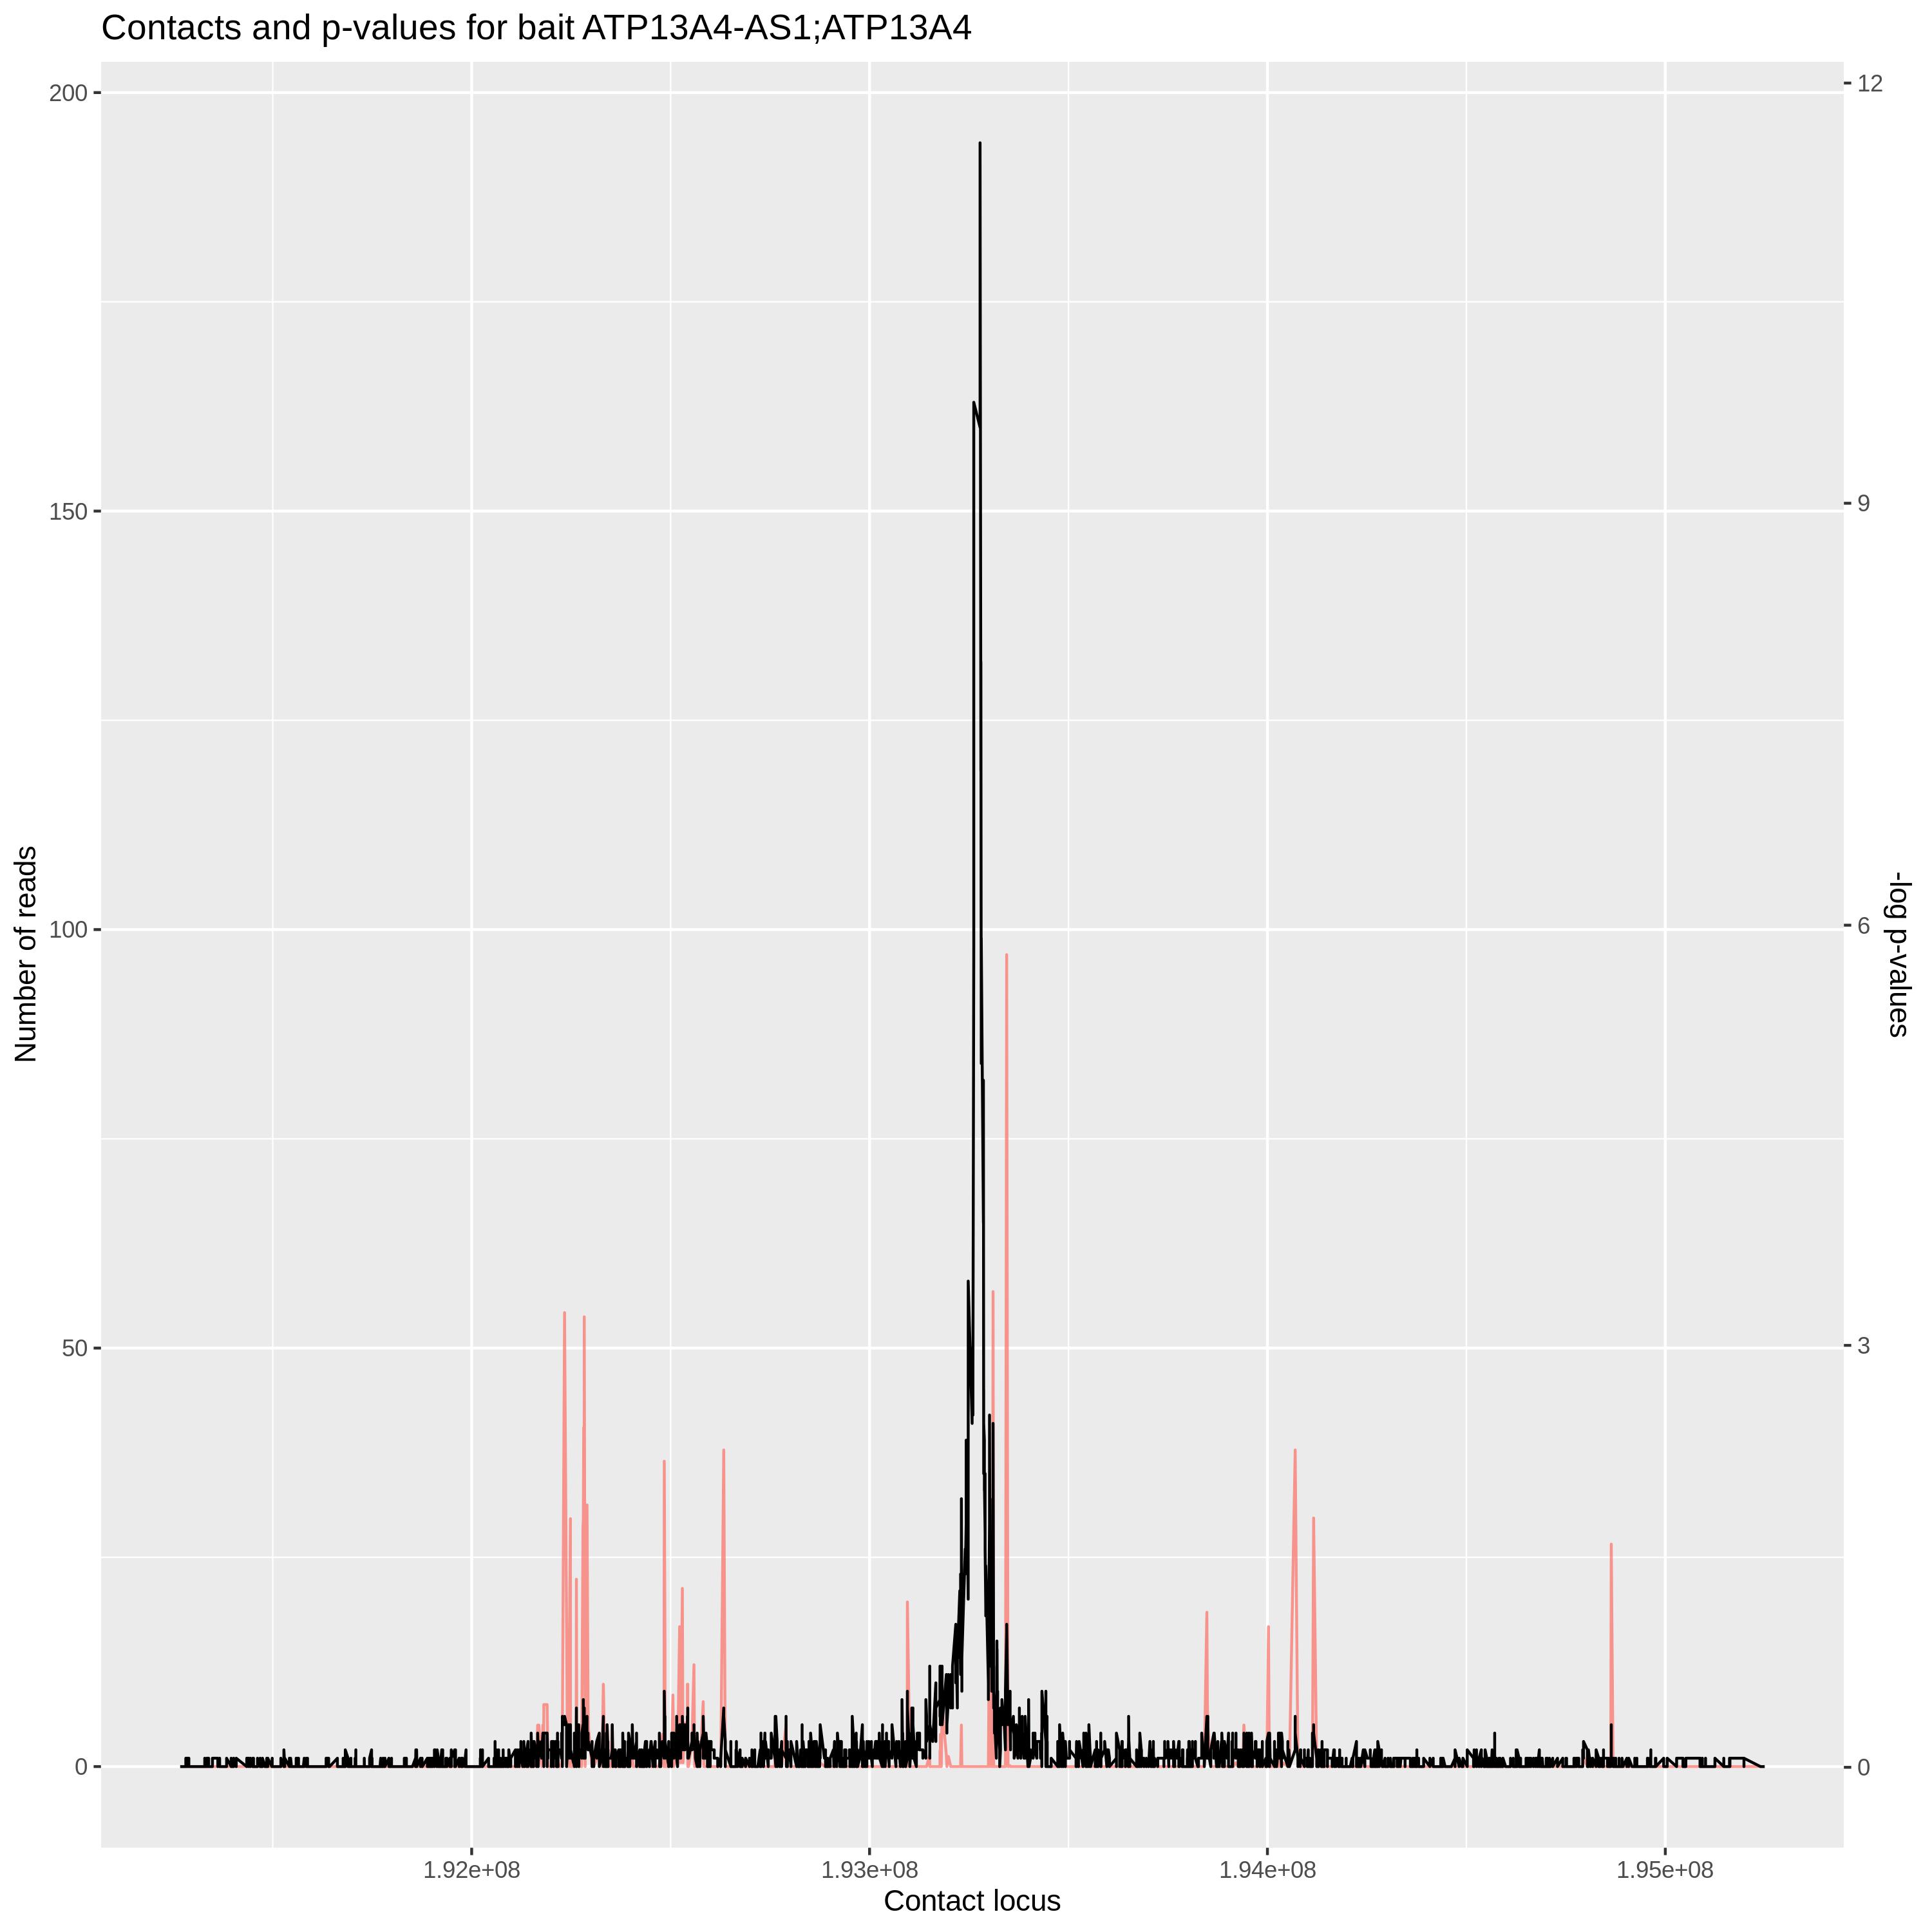 Contacts and p-values for bait ATP13A4-AS1;ATP13A4
200
150
100
50
0
12
9
6
3
0
Number of reads
-log p-values
1.92e+08 1.93e+08 1.94e+08 1.95e+08
Contact locus